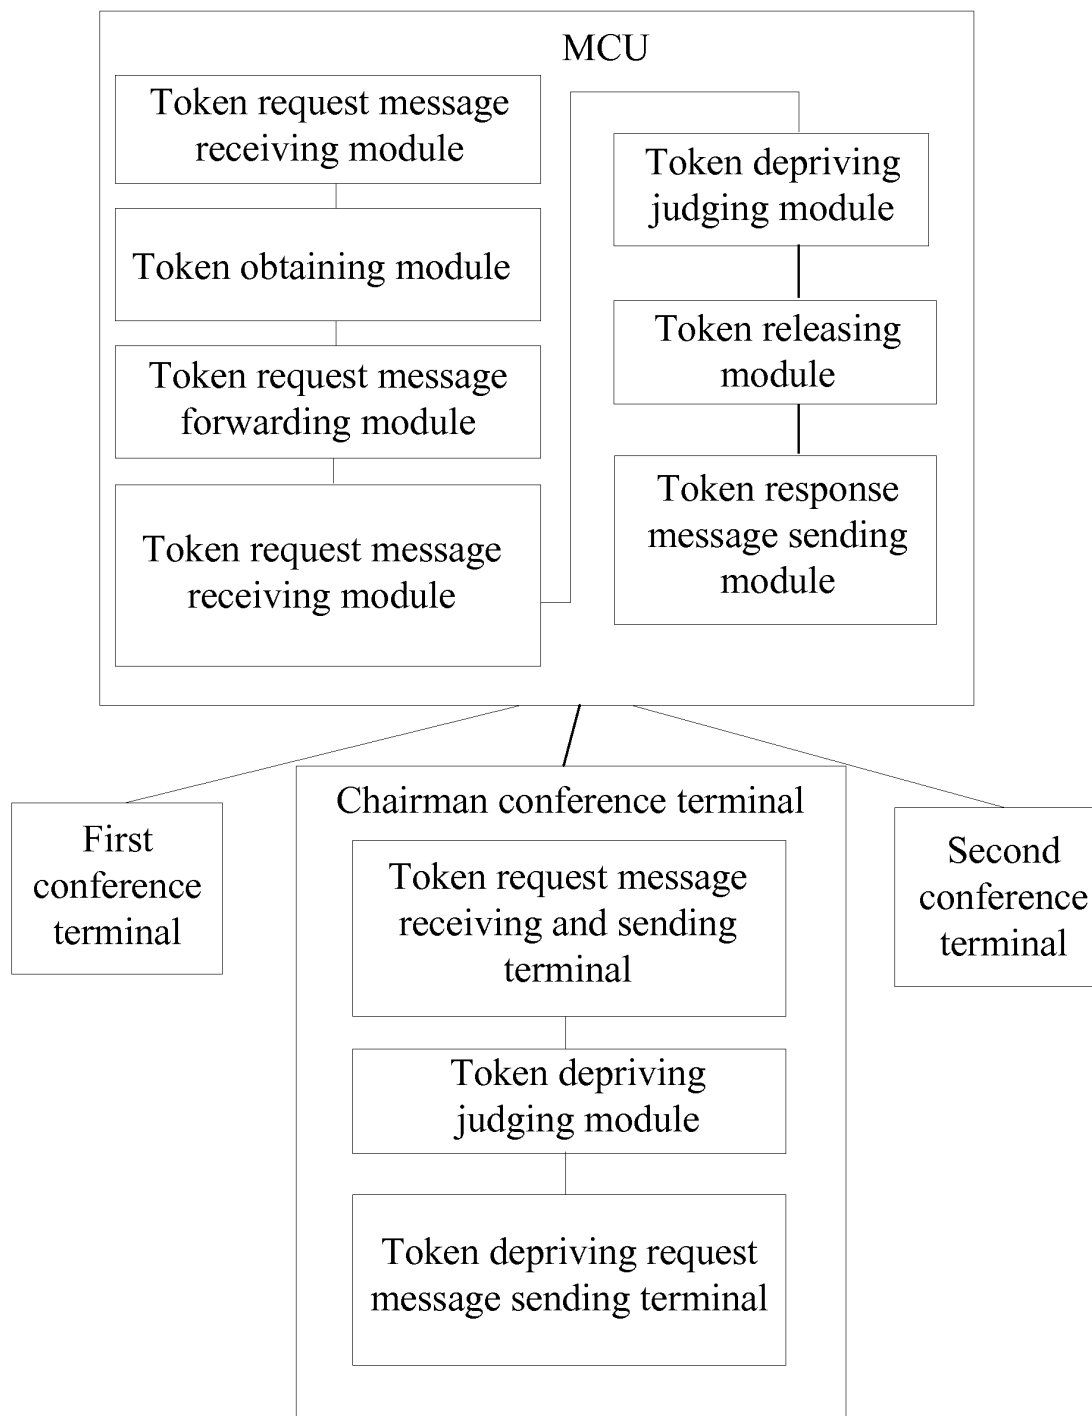 MCU
Token request message
receiving module
Token obtaining module
Token request message
forwarding module
Token request message
receiving module
Token depriving
judging module
Token releasing
module
Token response
message sending
module
First
conference
terminal
Chairman conference terminal
Token request message
receiving and sending
terminal
Token depriving
judging module
Token depriving request
message sending terminal
Second
conference
terminal